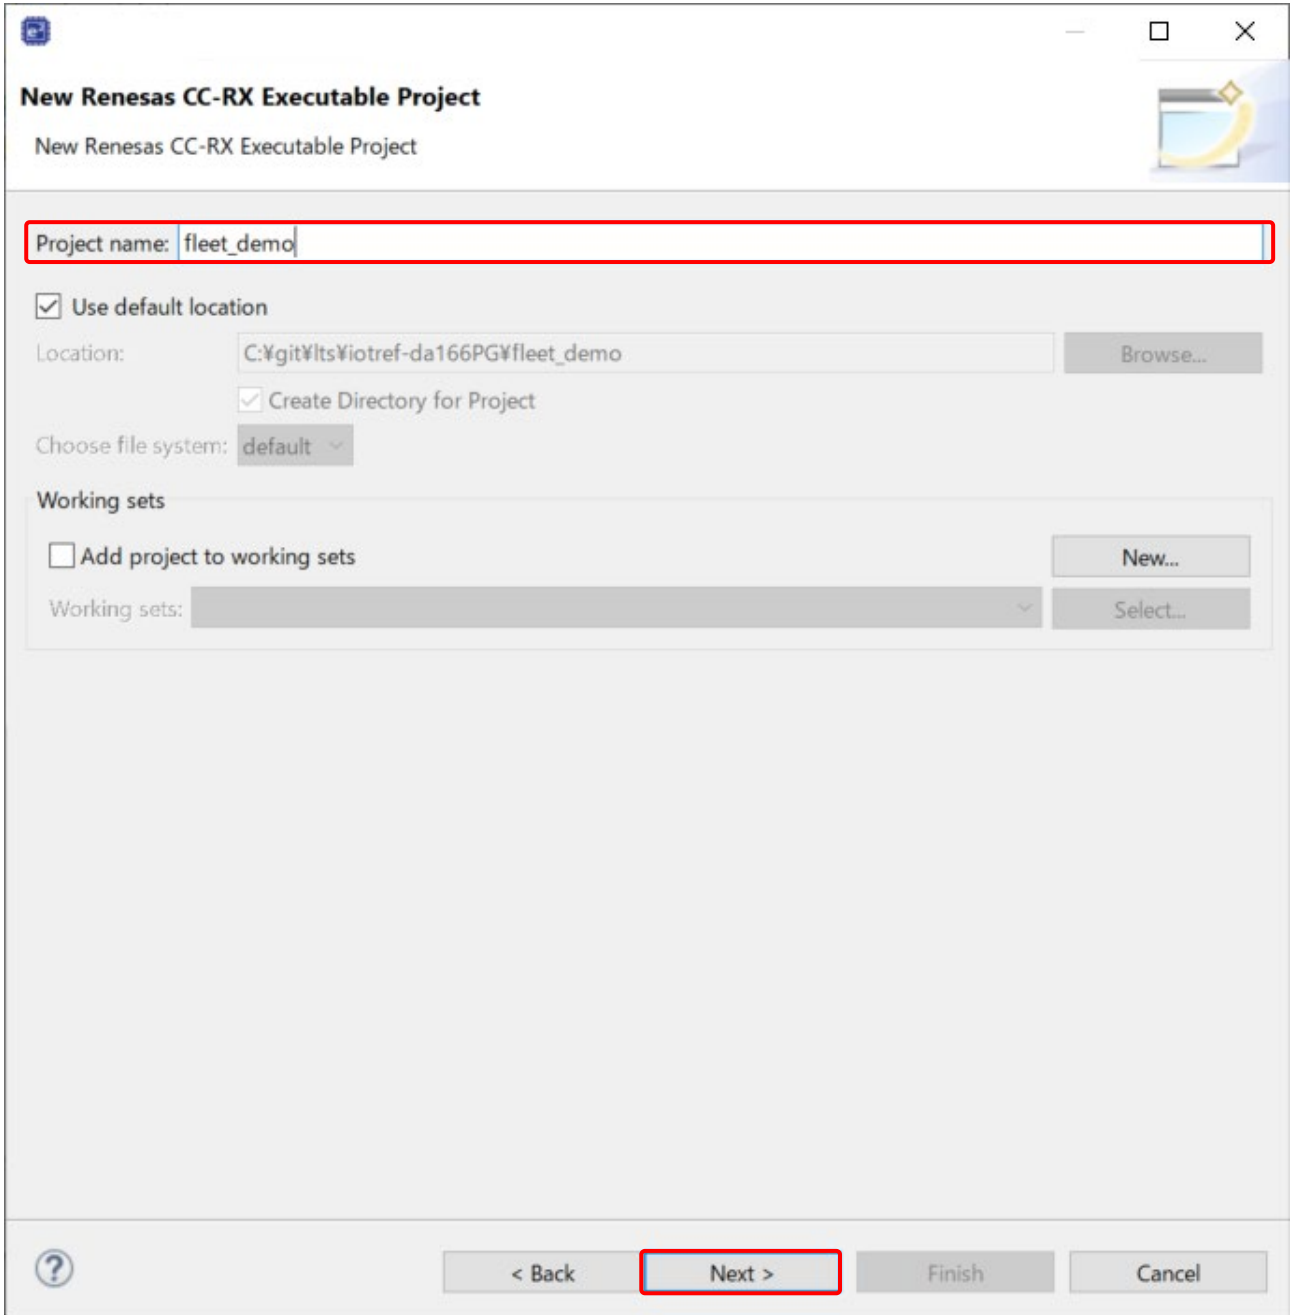 New Renesas CC-RX Executable Project
New Renesas CC-RX Executable Project
Project name: fleet_demo
Use default location
Location: C:¥git¥lts¥iotref-da166PG¥fleet_demo Browse...
Create Directory for Project
Choose file system: default
Working sets
Add project to working sets New...
Working sets: Select...
? < Back Next > Finish Cancel